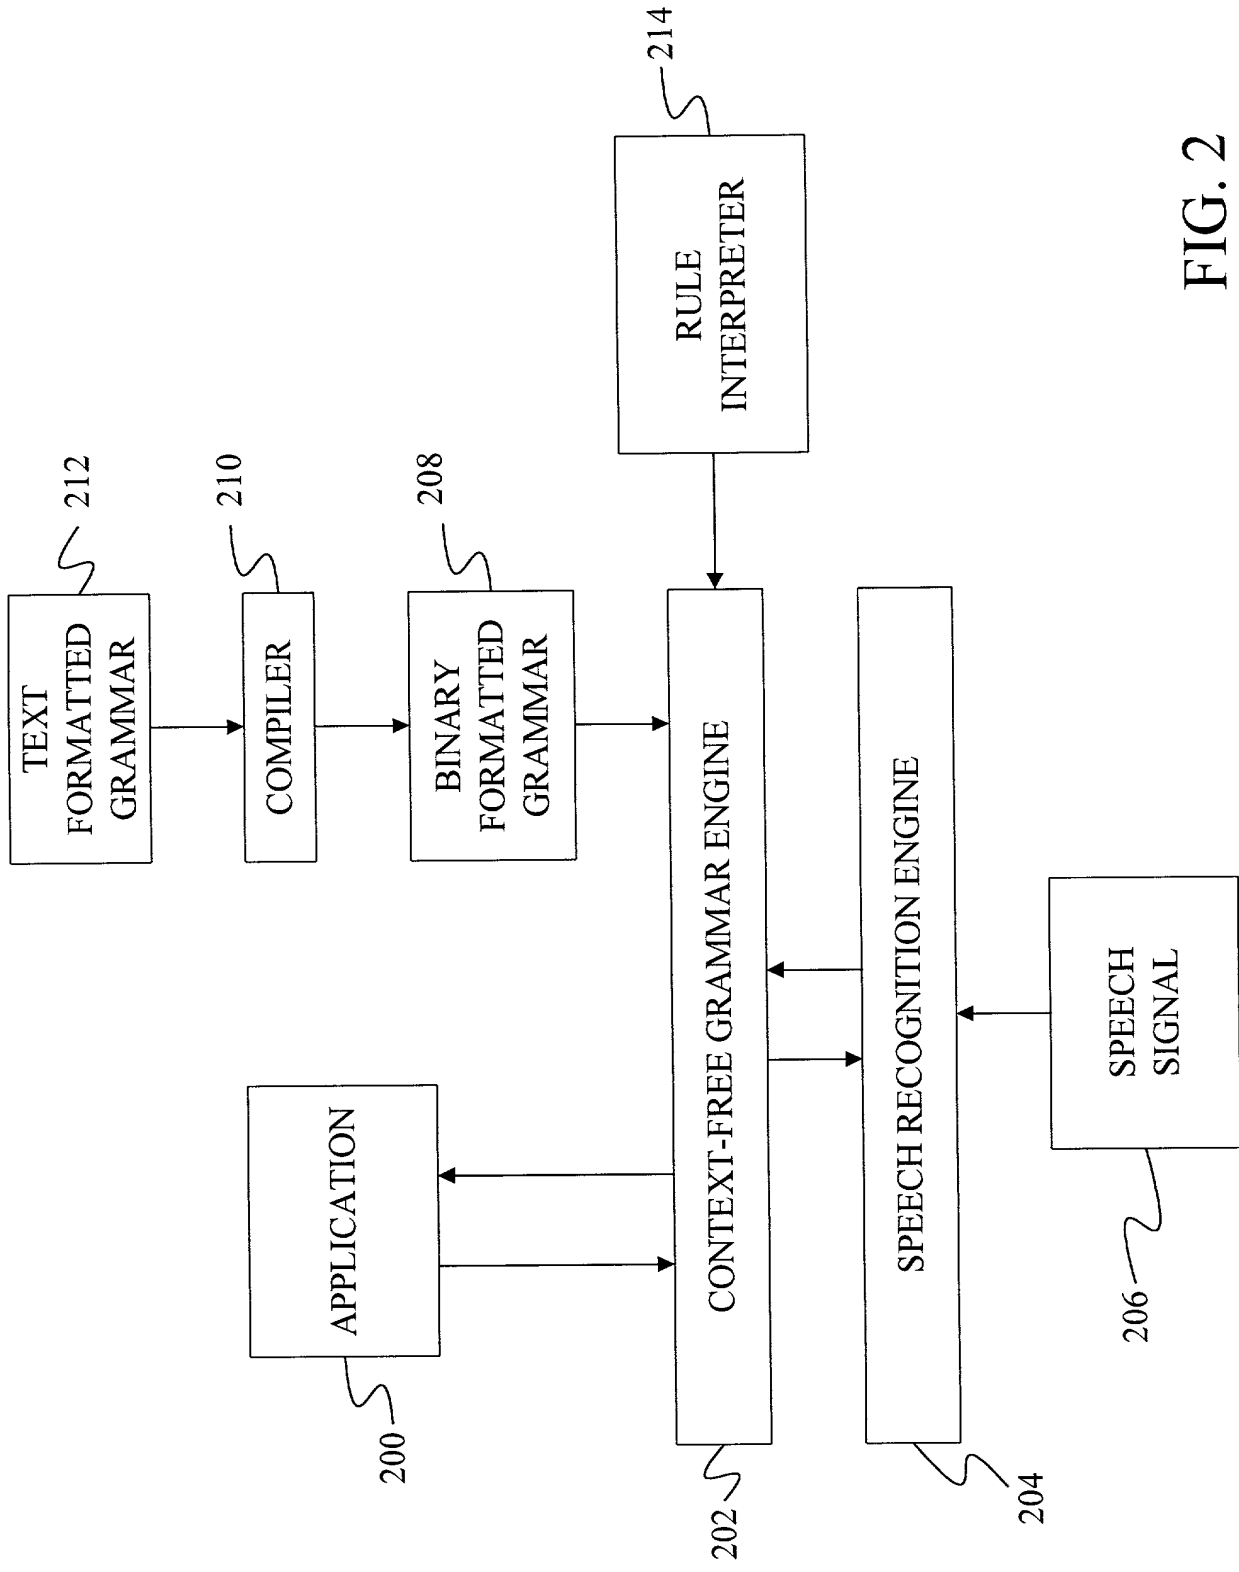 TEXT
FORMATTED
GRAMMAR
212
COMPILER
210
BINARY
FORMATTED
GRAMMAR
208
APPLICATION
200
CONTEXT-FREE GRAMMAR ENGINE
202
RULE
INTERPRETER
214
SPEECH RECOGNITION ENGINE
204
SPEECH
SIGNAL
206
FIG. 2